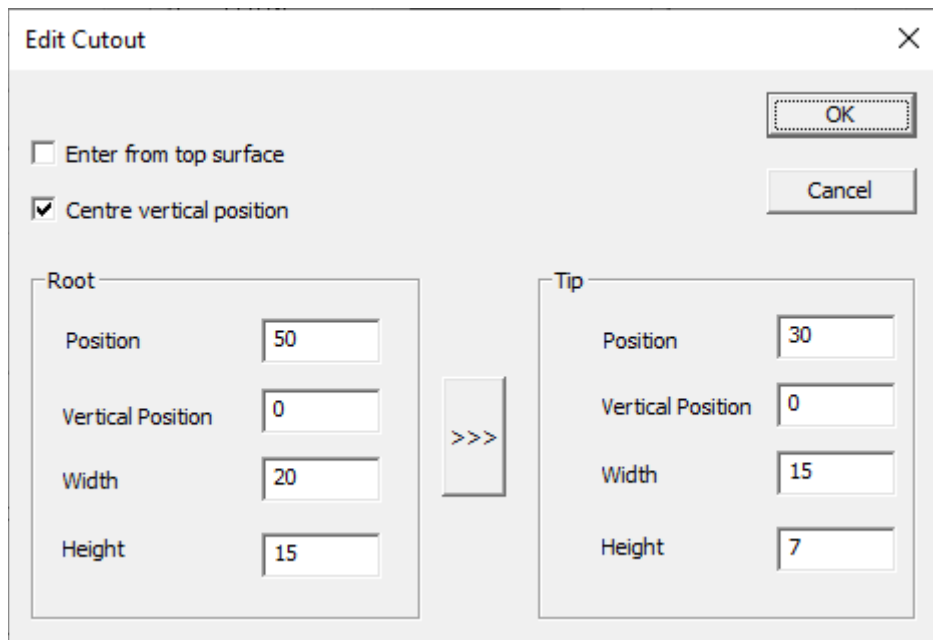 Edit Cutout
OK
Enter from top surface
Cancel
Centre vertical position
Root
Position 50
Vertical Position 0
Width 20
Height 15
>>>
Tip
Position 30
Vertical Position 0
Width 15
Height 7